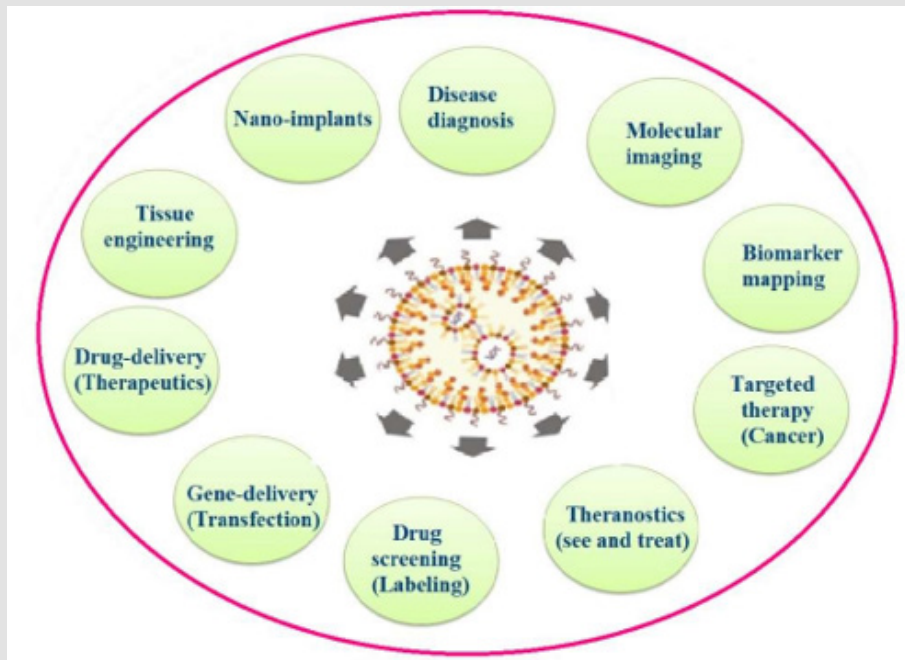 Nano-implants
Disease
diagnosis
Molecular
imaging
Tissue
engineering
Biomarker
mapping
Drug-delivery
(Therapeutics)
Targeted
therapy
(Cancer)
Gene-delivery
(Transfection)
Drug
screening
(Labeling)
Theranostics
(see and treat)